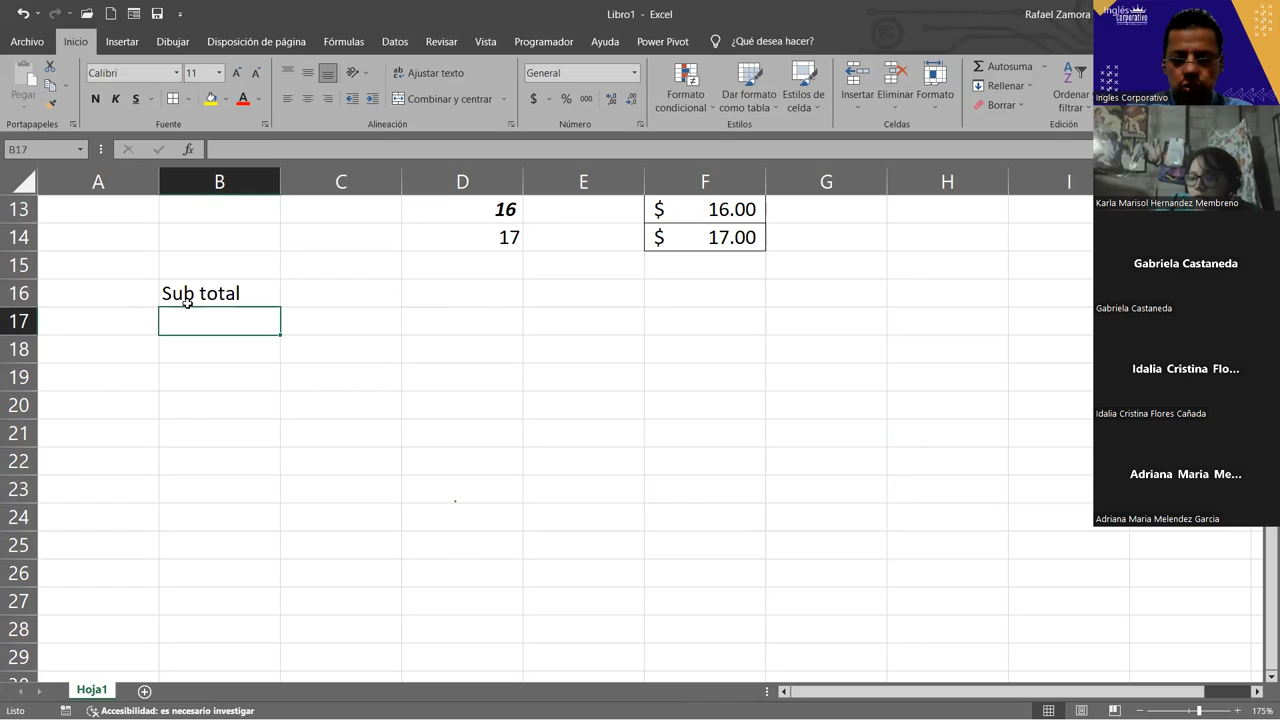 Libro1 - Excel
Rafael Zamora
Archivo Inicio Insertar Dibujar Disposición de página Fórmulas Datos Revisar Vista Programador Ayuda Power Pivot ¿Qué desea hacer?
Pegar
Portapapeles
Calibri 11
N K S
Fuente
Ajustar texto
Combinar y centrar
Alineación
General
$ % 000
Número
Formato condicional
Dar formato como tabla
Estilos de celda
Estilos
Insertar Eliminar Formato
Celdas
Autosuma
Rellenar
Borrar
Ordenar filtrar
Edición
B17
A B C D E F G H I
13 16 $ 16.00
14 17 $ 17.00
15
16 Sub total
17
18
19
20
21
22
23
24
25
26
27
28
29
Hoja1
Listo
Accesibilidad: es necesario investigar
175%
Inglés Corporativo
Ingles Corporativo
Karla Marisol Hernandez Membreno
Gabriela Castaneda
Gabriela Castaneda
Idalia Cristina Flo...
Idalia Cristina Flores Cañada
Adriana Maria Me...
Adriana Maria Melendez Garcia